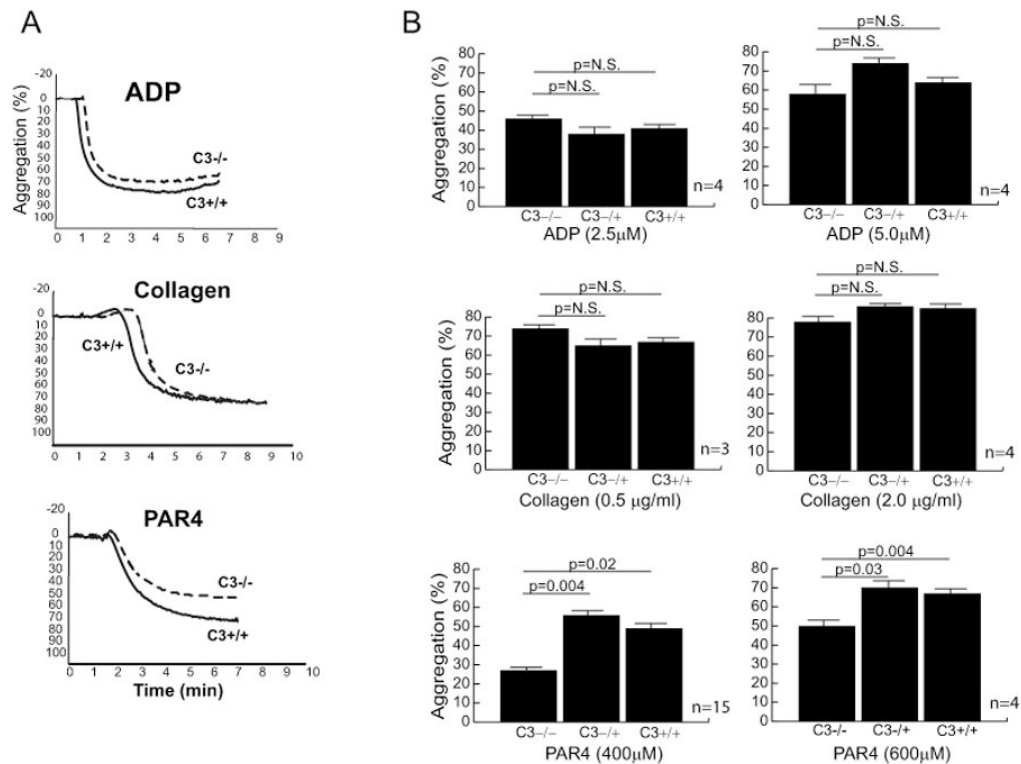 A
-20
0
10
20
30
40
50
60
70
80
90
100
Aggregation (%)
ADP
C3-/-
C3+/+
0 1 2 3 4 5 6 7 8 9
-20
0
10
20
30
40
50
60
70
80
90
100
Collagen
C3+/+
C3-/-
0 1 2 3 4 5 6 7 8 9 10
-20
0
10
20
30
40
50
60
70
80
90
100
PAR4
C3-/-
C3+/+
0 1 2 3 4 5 6 7 8 9 10
Time (min)
B
Aggregation (%)
80
70
60
50
40
30
20
10
0
p=N.S.
p=N.S.
n=4
C3−/− C3−/+ C3+/+
ADP (2.5µM)
80
70
60
50
40
30
20
10
0
p=N.S.
p=N.S.
n=4
C3−/− C3−/+ C3+/+
ADP (5.0µM)
Aggregation (%)
80
70
60
50
40
30
20
10
0
p=N.S.
p=N.S.
n=3
C3−/− C3−/+ C3+/+
Collagen (0.5 µg/ml)
80
70
60
50
40
30
20
10
0
p=N.S.
p=N.S.
n=4
C3−/− C3−/+ C3+/+
Collagen (2.0 µg/ml)
Aggregation (%)
80
70
60
50
40
30
20
10
0
p=0.02
p=0.004
n=15
C3−/− C3−/+ C3+/+
PAR4 (400µM)
80
70
60
50
40
30
20
10
0
p=0.004
p=0.03
n=4
C3-/- C3-/+ C3+/+
PAR4 (600µM)